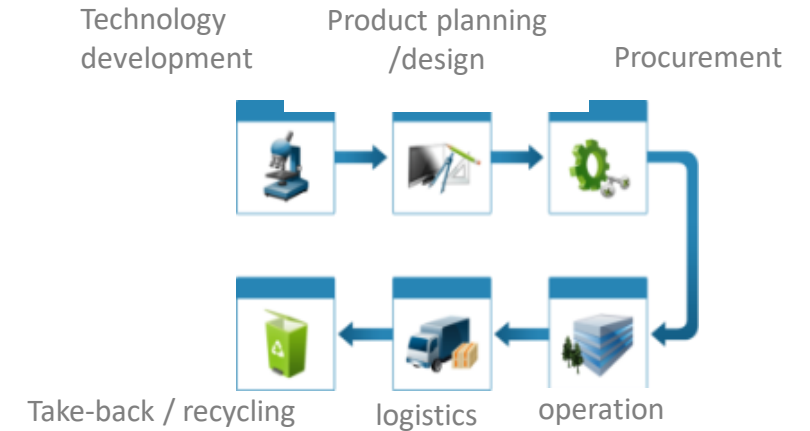 Technology
development
Product planning
/design
Procurement
Take-back / recycling
logistics
operation